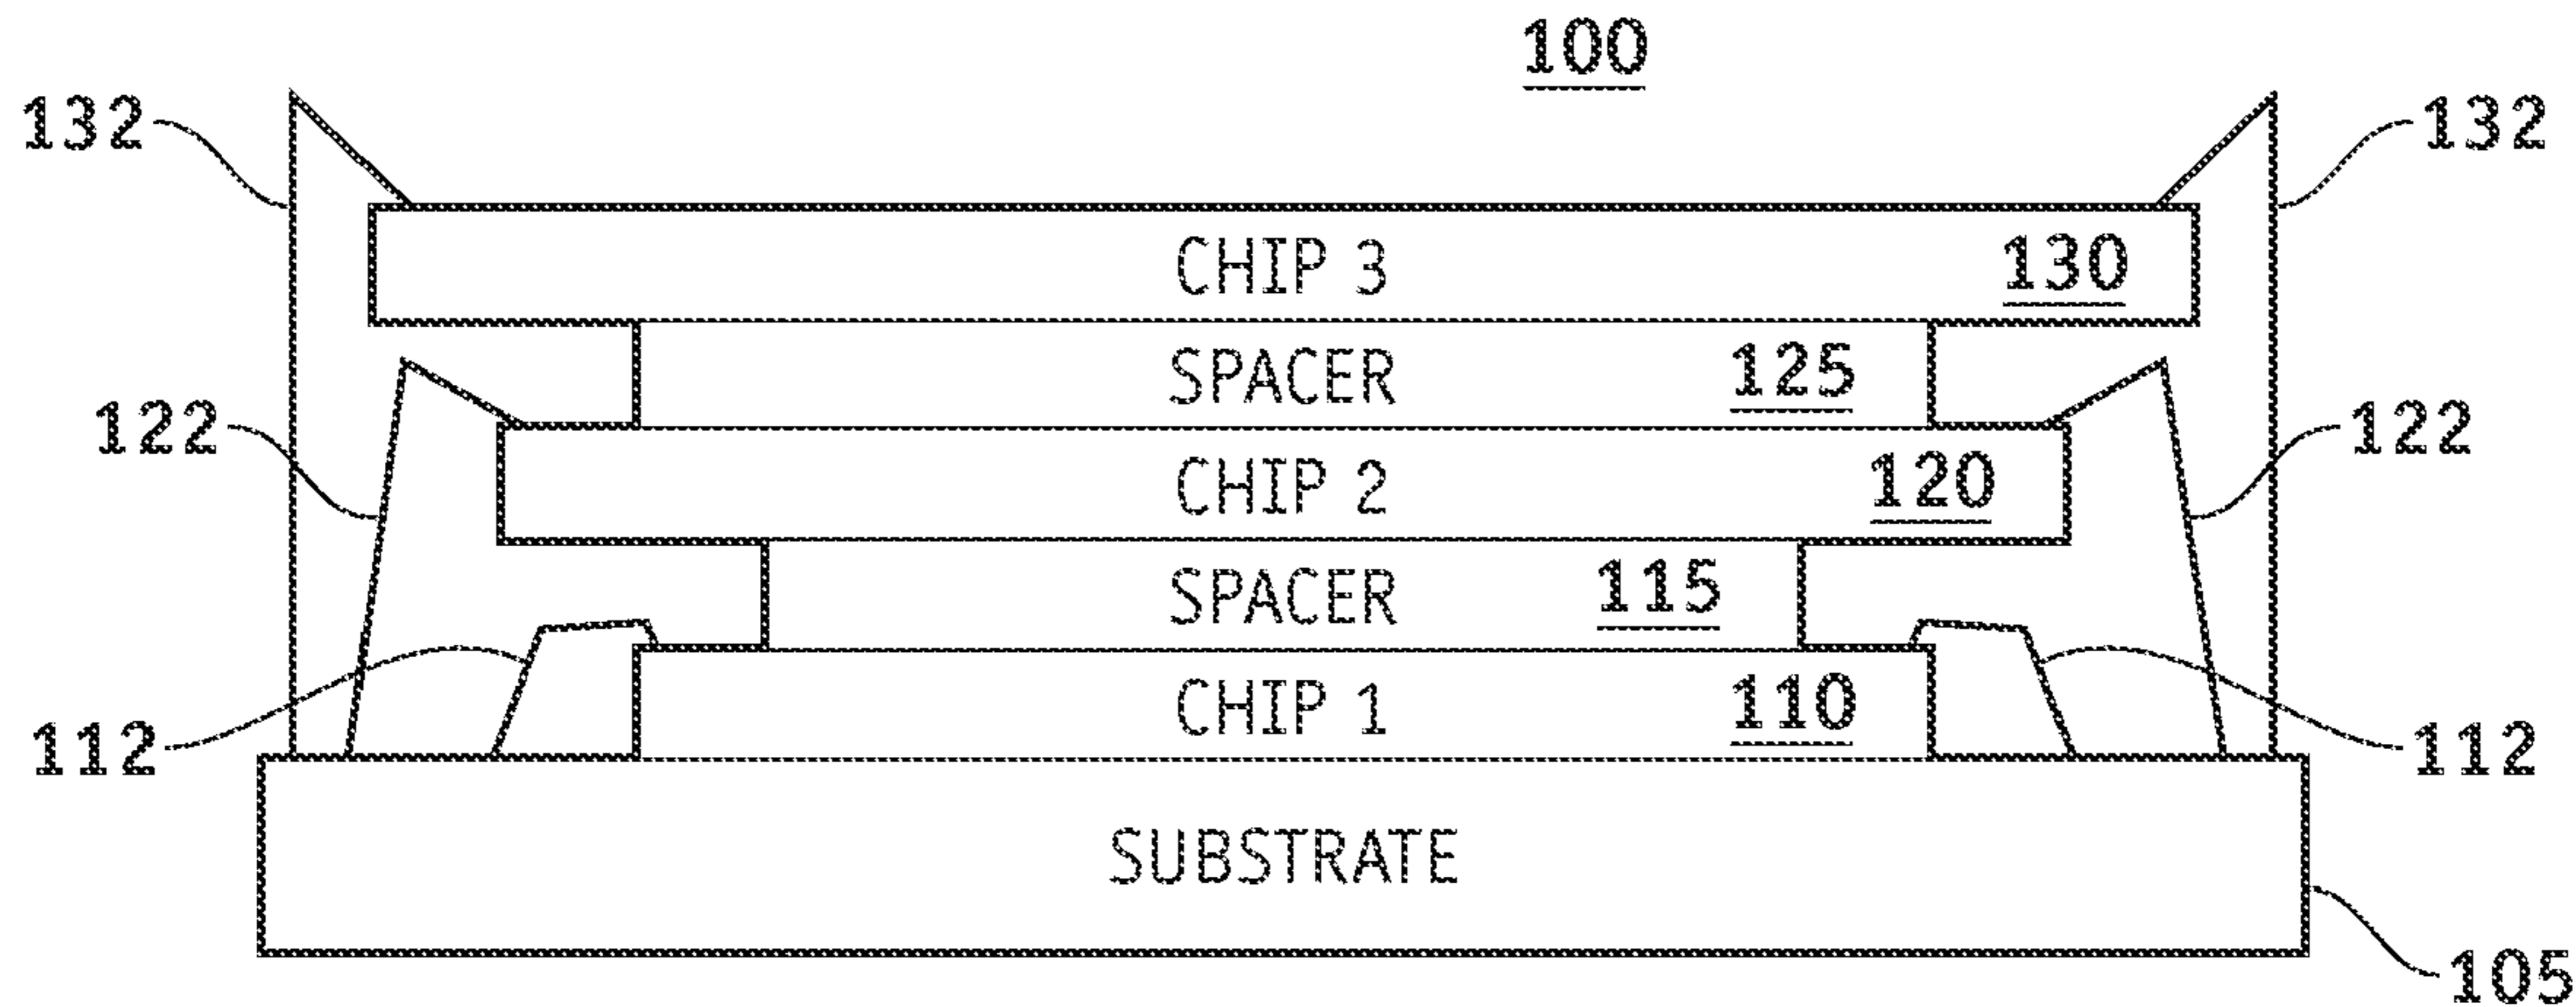 100
132 132
CHIP 3 130
SPACER 125
122 122
CHIP 2 120
SPACER 115
CHIP 1 110
112 112
SUBSTRATE
105